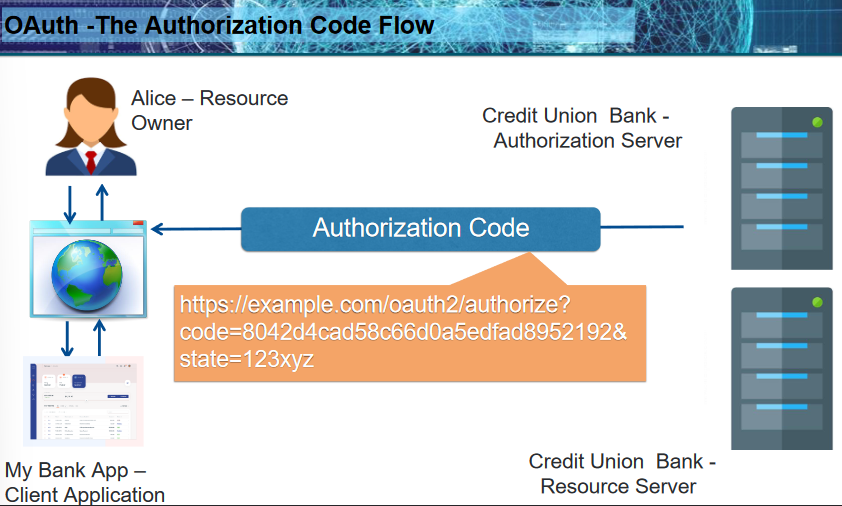 OAuth -The Authorization Code Flow
Alice – Resource
Owner
Credit Union Bank -
Authorization Server
Authorization Code
https://example.com/oauth2/authorize?
code=8042d4cad58c66d0a5edfad8952192&
state=123xyz
My Bank App –
Client Application
Credit Union Bank -
Resource Server